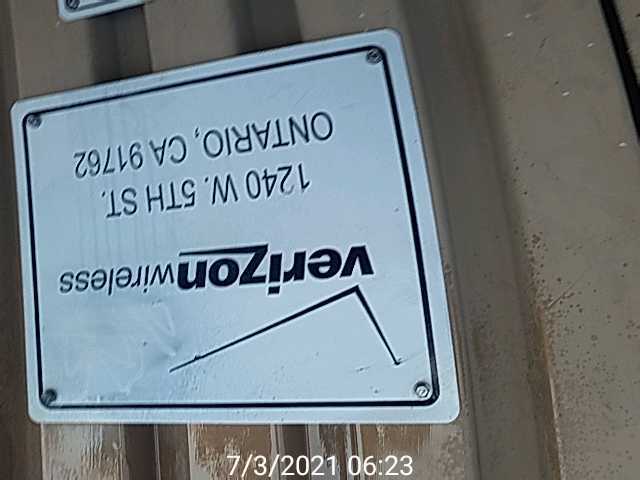 verizonwireless
1240 W. 5TH ST.
ONTARIO, CA 91762
7/3/2021 06:23